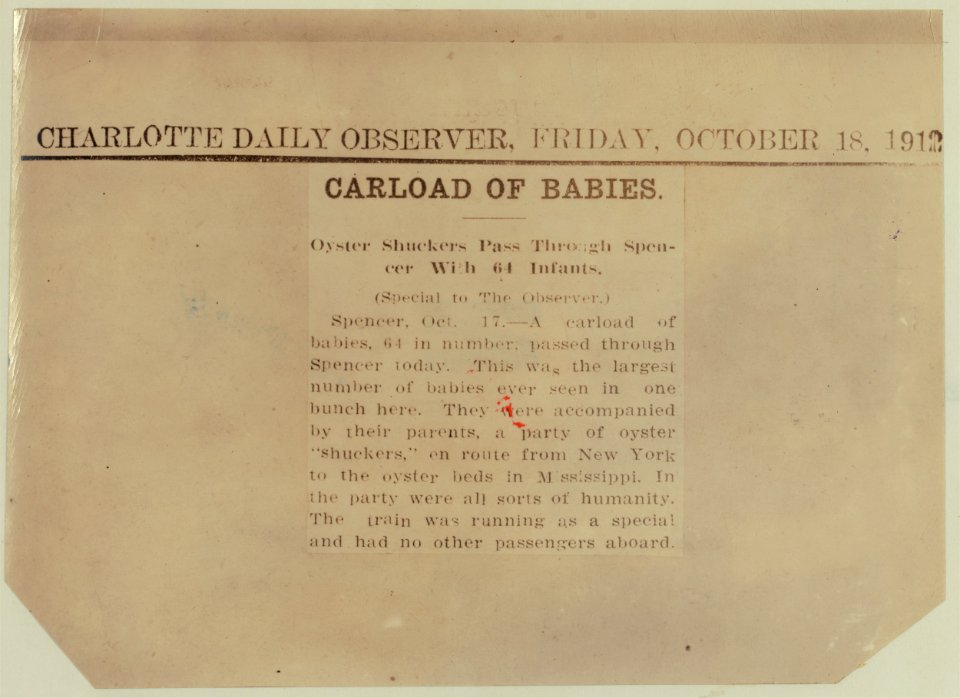 CHARLOTTE DAILY OBSERVER, FRIDAY, OCTOBER 18, 1912
CARLOAD OF BABIES.
Oyster Shuckers Pass Through Spen-
cer With 64 Infants.
(Special to The Observer.)
Spencer, Oct. 17.—A carload of
babies, 64 in number, passed through
Spencer today. This was the largest
number of babies ever seen in one
bunch here. They were accompanied
by their parents, a party of oyster
"shuckers," en route from New York
to the oyster beds in Mississippi. In
the party were all sorts of humanity.
The train was running as a special
and had no other passengers aboard.